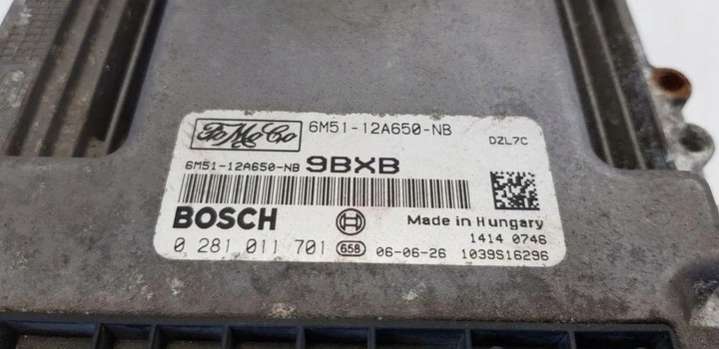 FoMoCo 6M51-12A650-NB DZL7C
6M51-12A650-NB 9BXB
BOSCH Made in Hungary
1414 0746
0 281 011 701 658 06-06-26 1039S16296